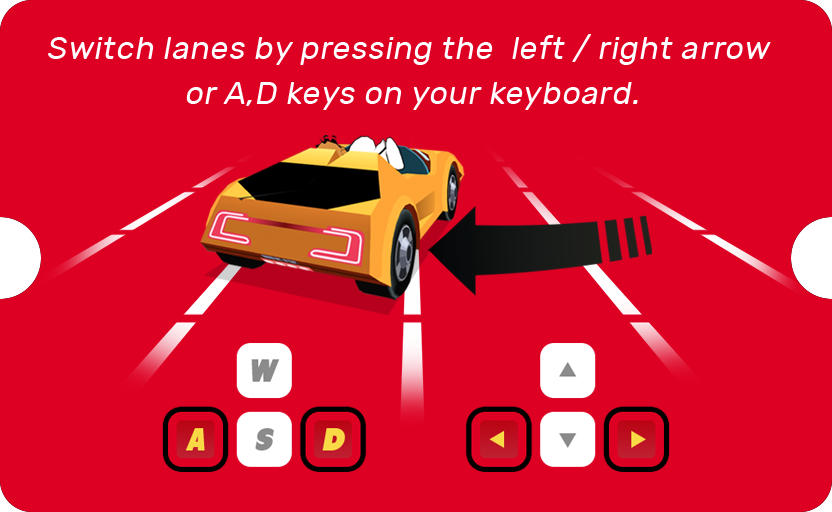 Switch lanes by pressing the  left / right arrow
or A,D keys on your keyboard.
W
A S D